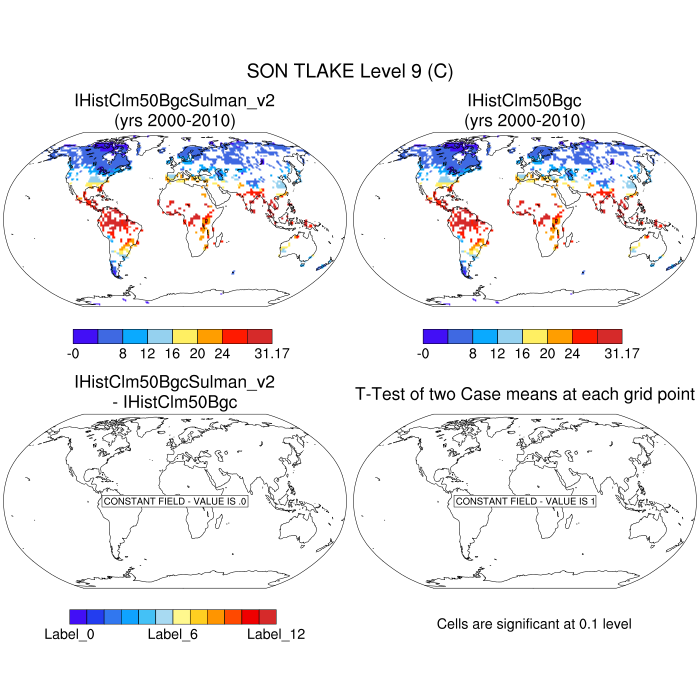 SON TLAKE Level 9 (C)
IHistClm50BgcSulman_v2
(yrs 2000-2010)
IHistClm50Bgc
(yrs 2000-2010)
-0 8 12 16 20 24 31.17
-0 8 12 16 20 24 31.17
IHistClm50BgcSulman_v2
- IHistClm50Bgc
T-Test of two Case means at each grid point
CONSTANT FIELD - VALUE IS .0
CONSTANT FIELD - VALUE IS 1
Label_0 Label_6 Label_12
Cells are significant at 0.1 level